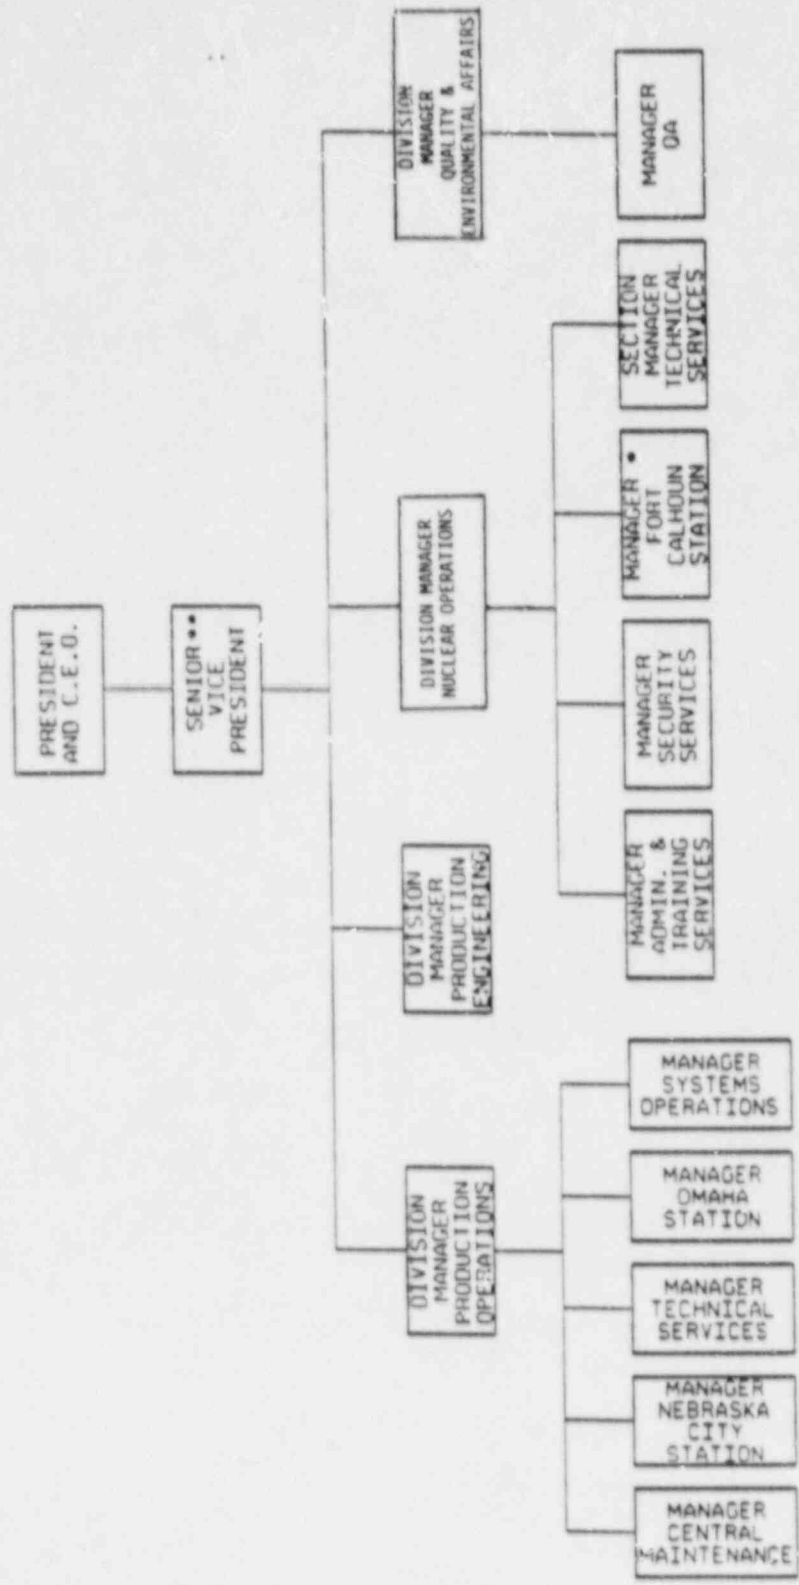 PRESIDENT
AND C.E.O.
SENIOR**
VICE
PRESIDENT
DIVISION
MANAGER
PRODUCTION
OPERATIONS
DIVISION
MANAGER
PRODUCTION
ENGINEERING
DIVISION MANAGER
NUCLEAR OPERATIONS
DIVISION
MANAGER
QUALITY &
ENVIRONMENTAL AFFAIRS
MANAGER
CENTRAL
MAINTENANCE
MANAGER
NEBRASKA
CITY
STATION
MANAGER
TECHNICAL
SERVICES
MANAGER
OMAHA
STATION
MANAGER
SYSTEMS
OPERATIONS
MANAGER
ADMIN. &
TRAINING
SERVICES
MANAGER
SECURITY
SERVICES
MANAGER *
FORT
CALHOUN
STATION
SECTION
MANAGER
TECHNICAL
SERVICES
MANAGER
QA